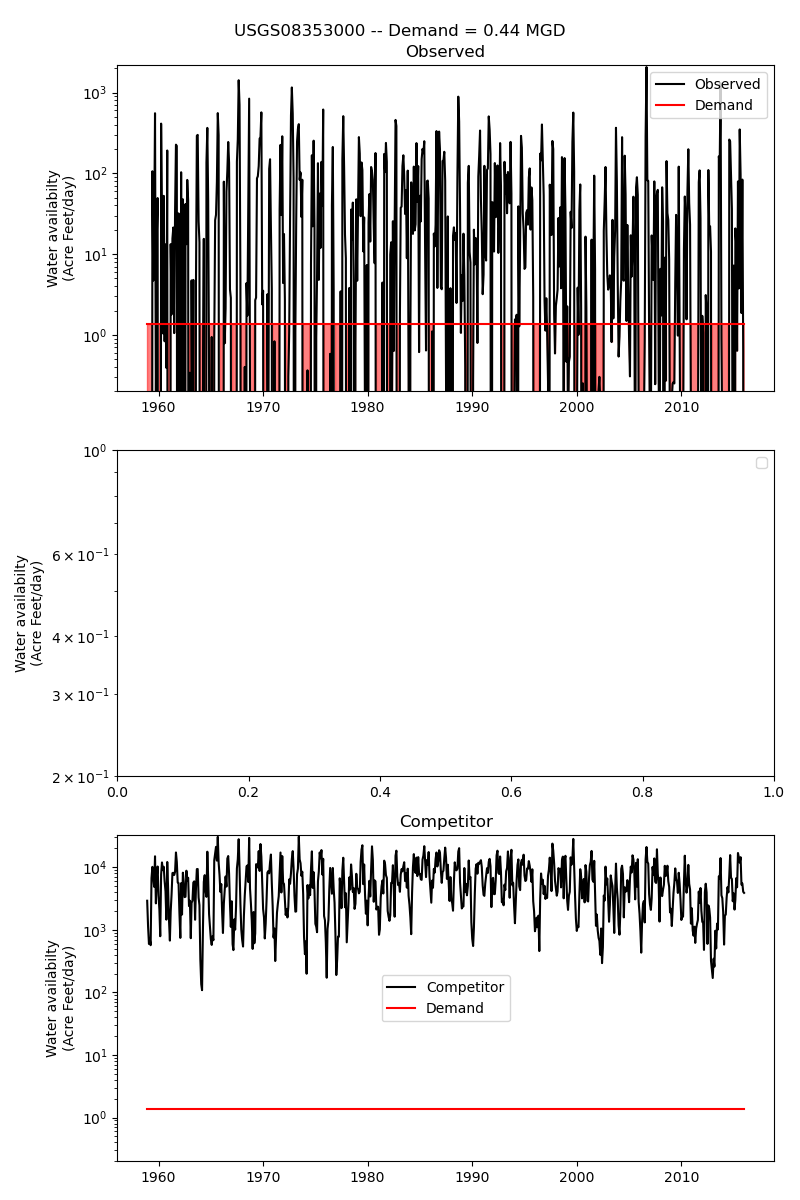 USGS08353000 -- Demand = 0.44 MGD
Observed
Water availabilty
(Acre Feet/day)
10³
10²
10¹
10⁰
Observed
Demand
1960 1970 1980 1990 2000 2010
Water availabilty
(Acre Feet/day)
10⁰
6 × 10⁻¹
4 × 10⁻¹
3 × 10⁻¹
2 × 10⁻¹
0.0 0.2 0.4 0.6 0.8 1.0
Competitor
Water availabilty
(Acre Feet/day)
10⁴
10³
10²
10¹
10⁰
Competitor
Demand
1960 1970 1980 1990 2000 2010